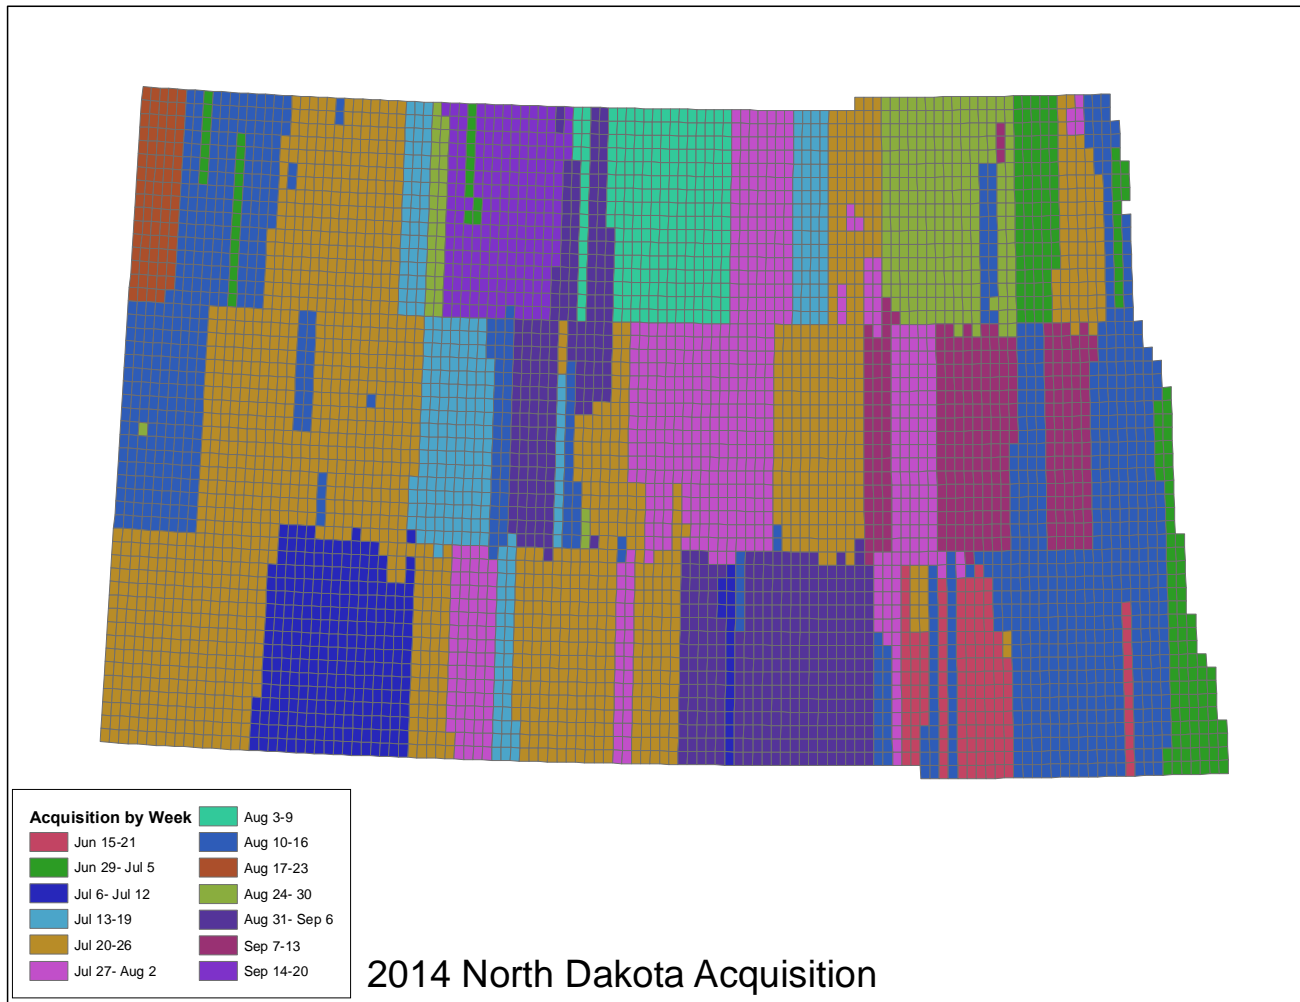 Acquisition by Week
Jun 15-21
Jun 29- Jul 5
Jul 6- Jul 12
Jul 13-19
Jul 20-26
Jul 27- Aug 2
Aug 3-9
Aug 10-16
Aug 17-23
Aug 24- 30
Aug 31- Sep 6
Sep 7-13
Sep 14-20
2014 North Dakota Acquisition